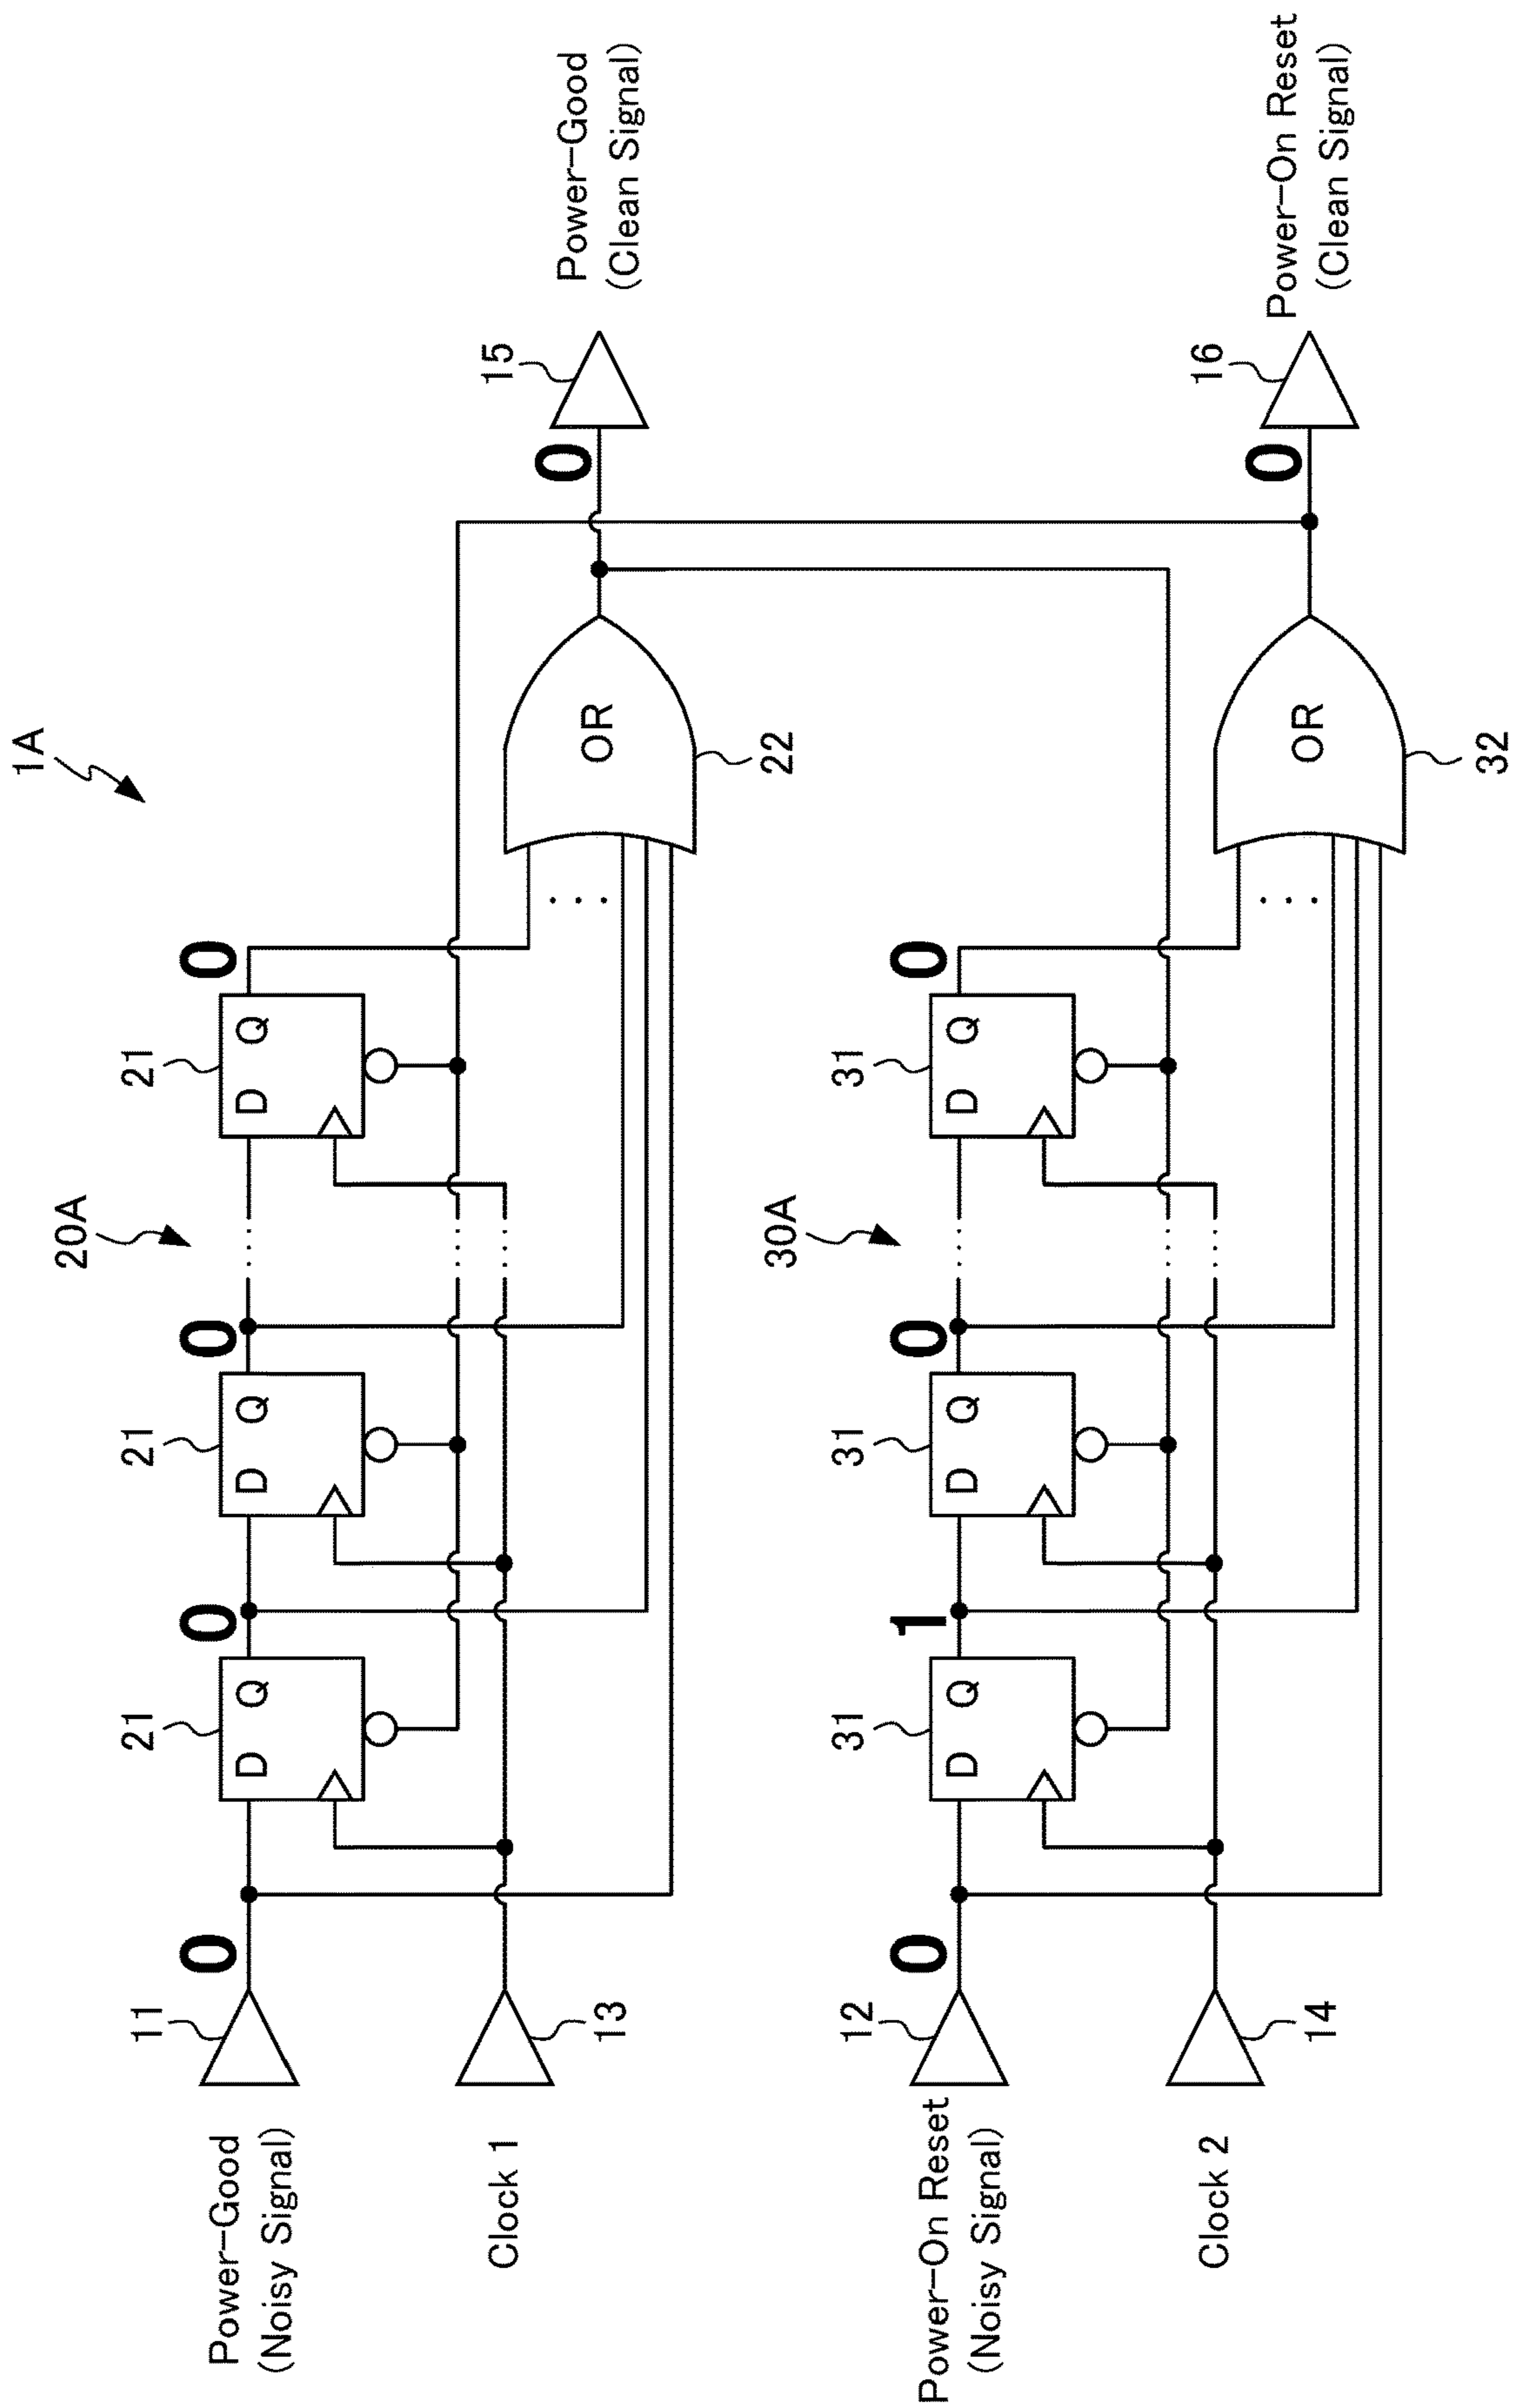 1A
20A
Power-Good
(Noisy Signal)
11
0
21
D Q
0
21
D Q
0
21
D Q
0
Clock 1
13
OR
22
0
15
Power-Good
(Clean Signal)
30A
Power-On Reset
(Noisy Signal)
12
0
31
D Q
1
31
D Q
0
31
D Q
0
Clock 2
14
OR
32
0
16
Power-On Reset
(Clean Signal)